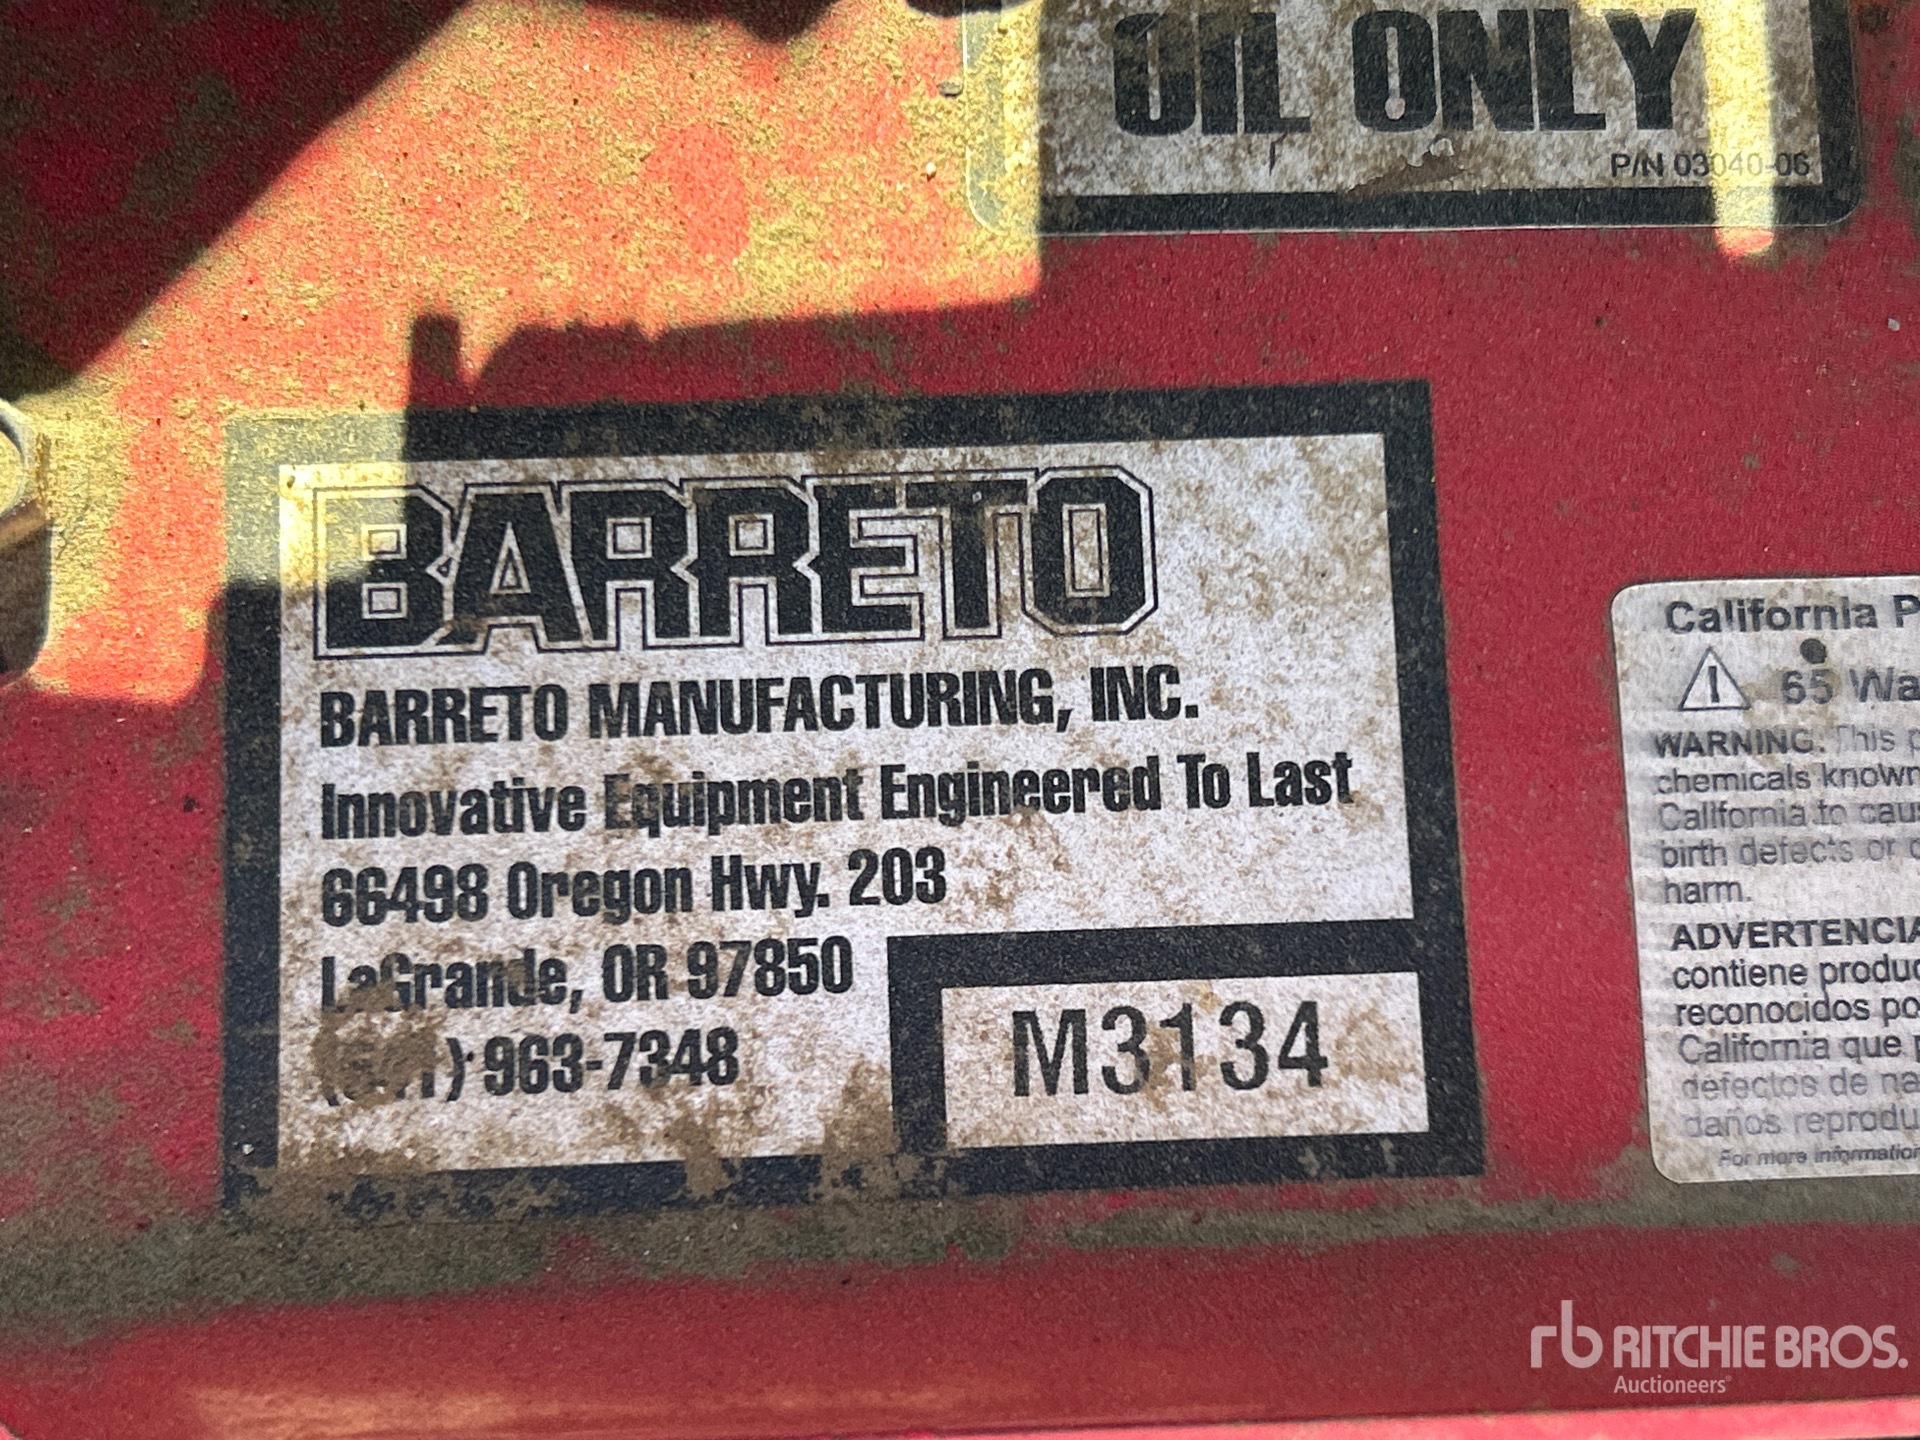 OIL ONLY
P/N 03040-06
BARRETO
BARRETO MANUFACTURING, INC.
Innovative Equipment Engineered To Last
66498 Oregon Hwy. 203
LaGrande, OR 97850
963-7348
M3134
California P
65 Wa
WARNING: This p
chemicals known
California to cau
birth defects or
harm.
ADVERTENCIA
contiene produc
reconocidos po
California que p
defectos de na
daños reprodu
For more information
rb RITCHIE BROS.
Auctioneers